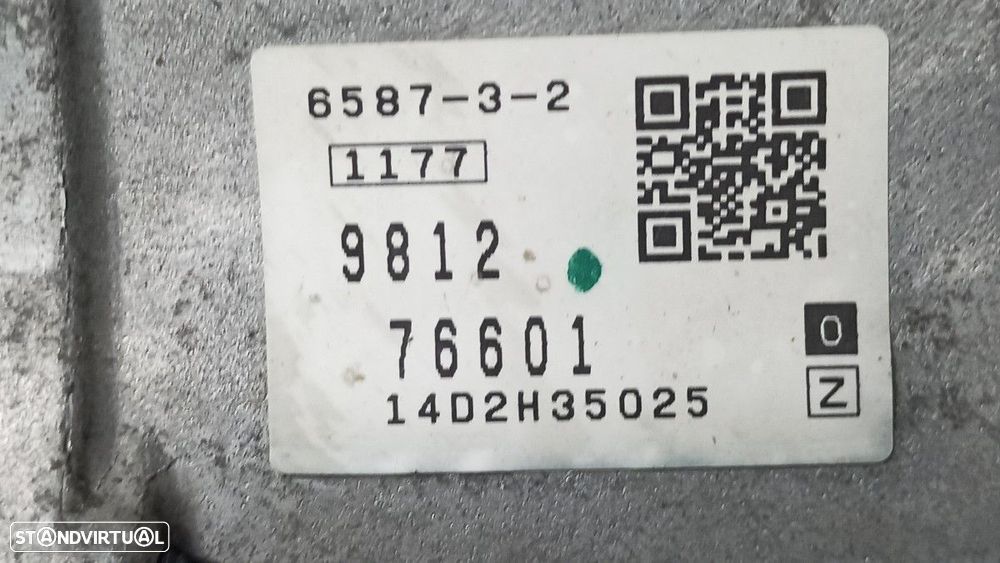 6587-3-2
1177
9812
76601
14D2H35025
0
Z
STANDVIRTUAL